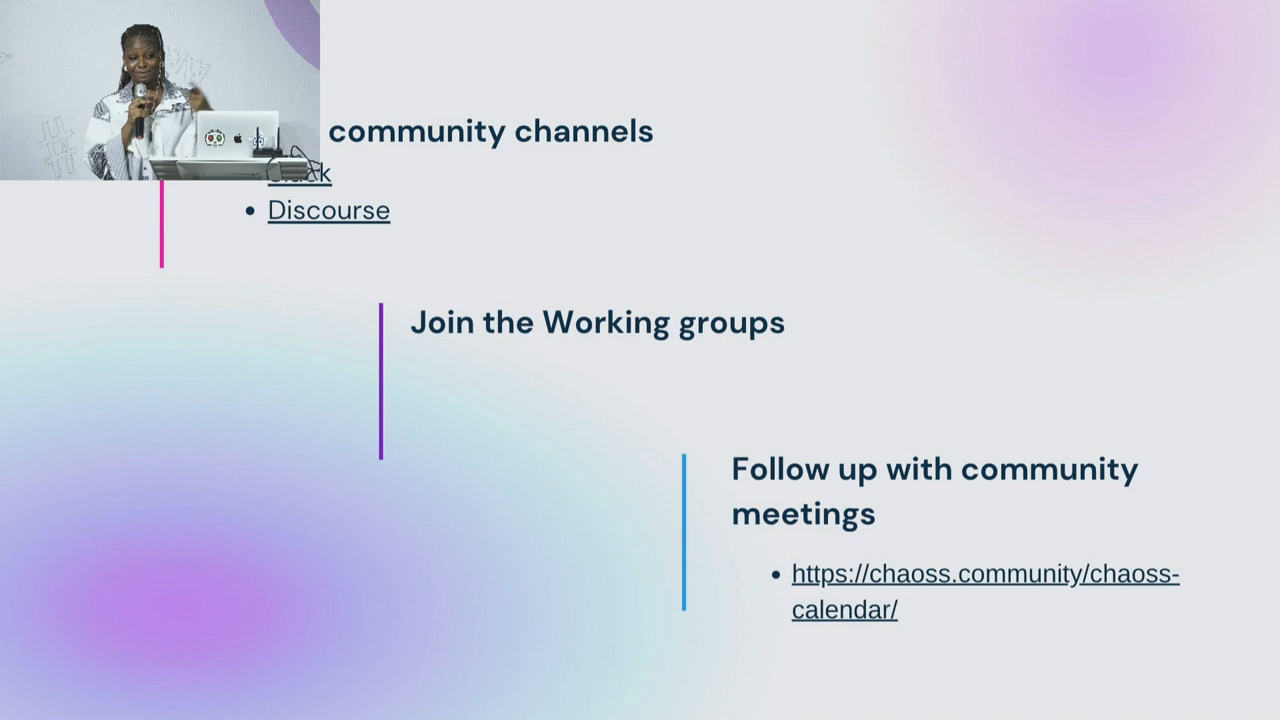 community channels
Discourse
Join the Working groups
Follow up with community
meetings
https://chaoss.community/chaoss-
calendar/